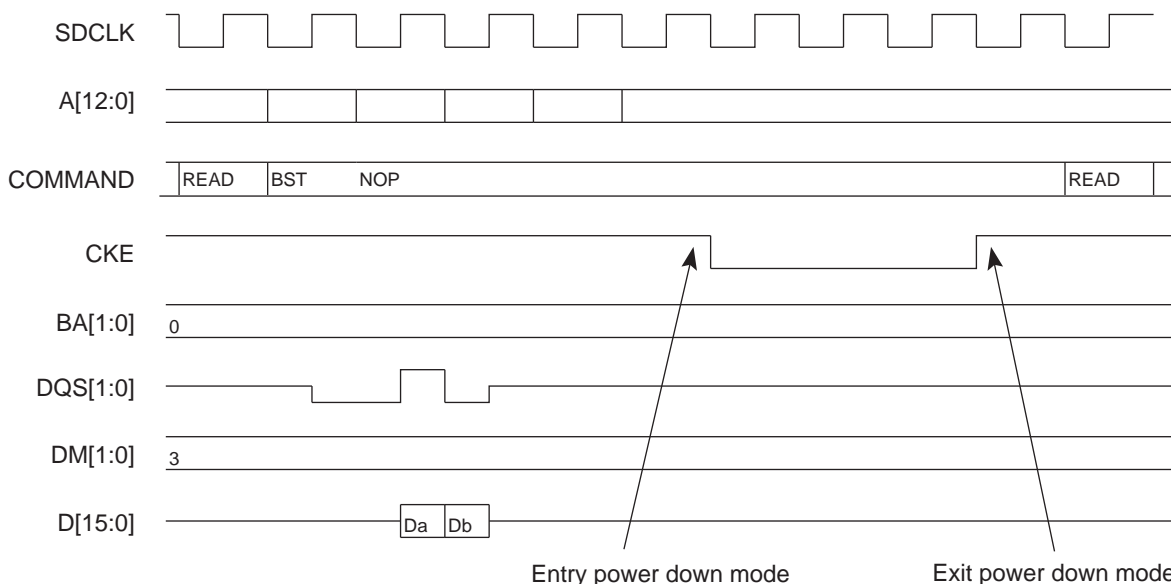 SDCLK
A[12:0]
COMMAND READ BST NOP READ
CKE
BA[1:0] 0
DQS[1:0]
DM[1:0] 3
D[15:0] Da Db
Entry power down mode Exit power down mode